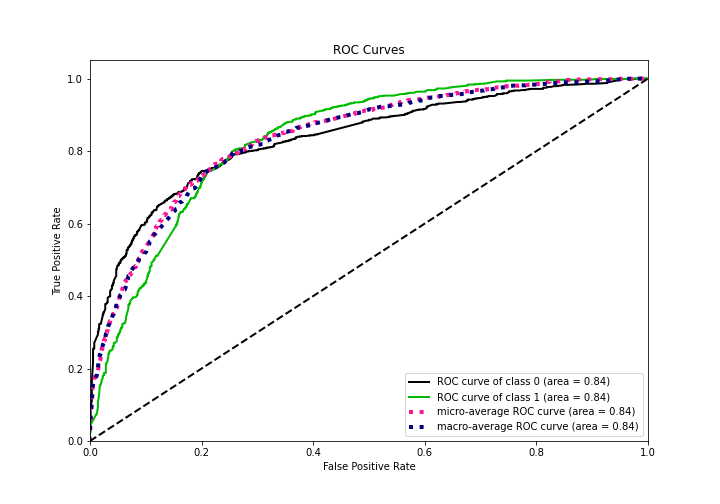 ROC Curves
True Positive Rate
1.0
0.8
0.6
0.4
0.2
0.0
0.0 0.2 0.4 0.6 0.8 1.0
False Positive Rate
ROC curve of class 0 (area = 0.84)
ROC curve of class 1 (area = 0.84)
micro-average ROC curve (area = 0.84)
macro-average ROC curve (area = 0.84)